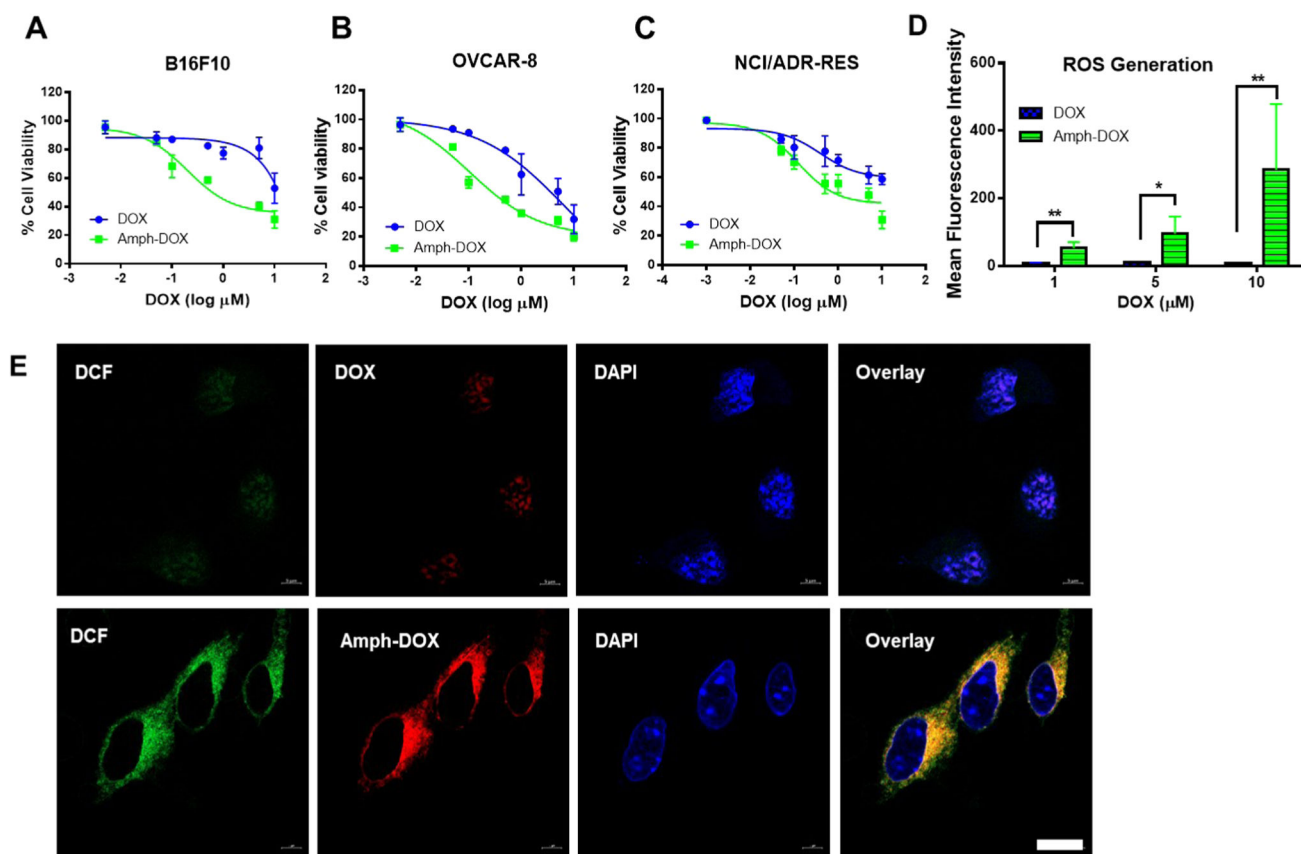 A
B16F10
% Cell Viability
120
100
80
60
40
20
0
DOX
Amph-DOX
-3
-2
-1
0
1
2
DOX (log μM)
B
OVCAR-8
% Cell viability
120
100
80
60
40
20
0
DOX
Amph-DOX
-3
-2
-1
0
1
2
DOX (log μM)
C
NCI/ADR-RES
% Cell Viability
120
100
80
60
40
20
0
DOX
Amph-DOX
-4
-3
-2
-1
0
1
2
DOX (log μM)
D
ROS Generation
Mean Fluorescence Intensity
600
400
200
0
DOX
Amph-DOX
**
*
**
1
5
10
DOX (μM)
E
DCF
DOX
DAPI
Overlay
DCF
Amph-DOX
DAPI
Overlay